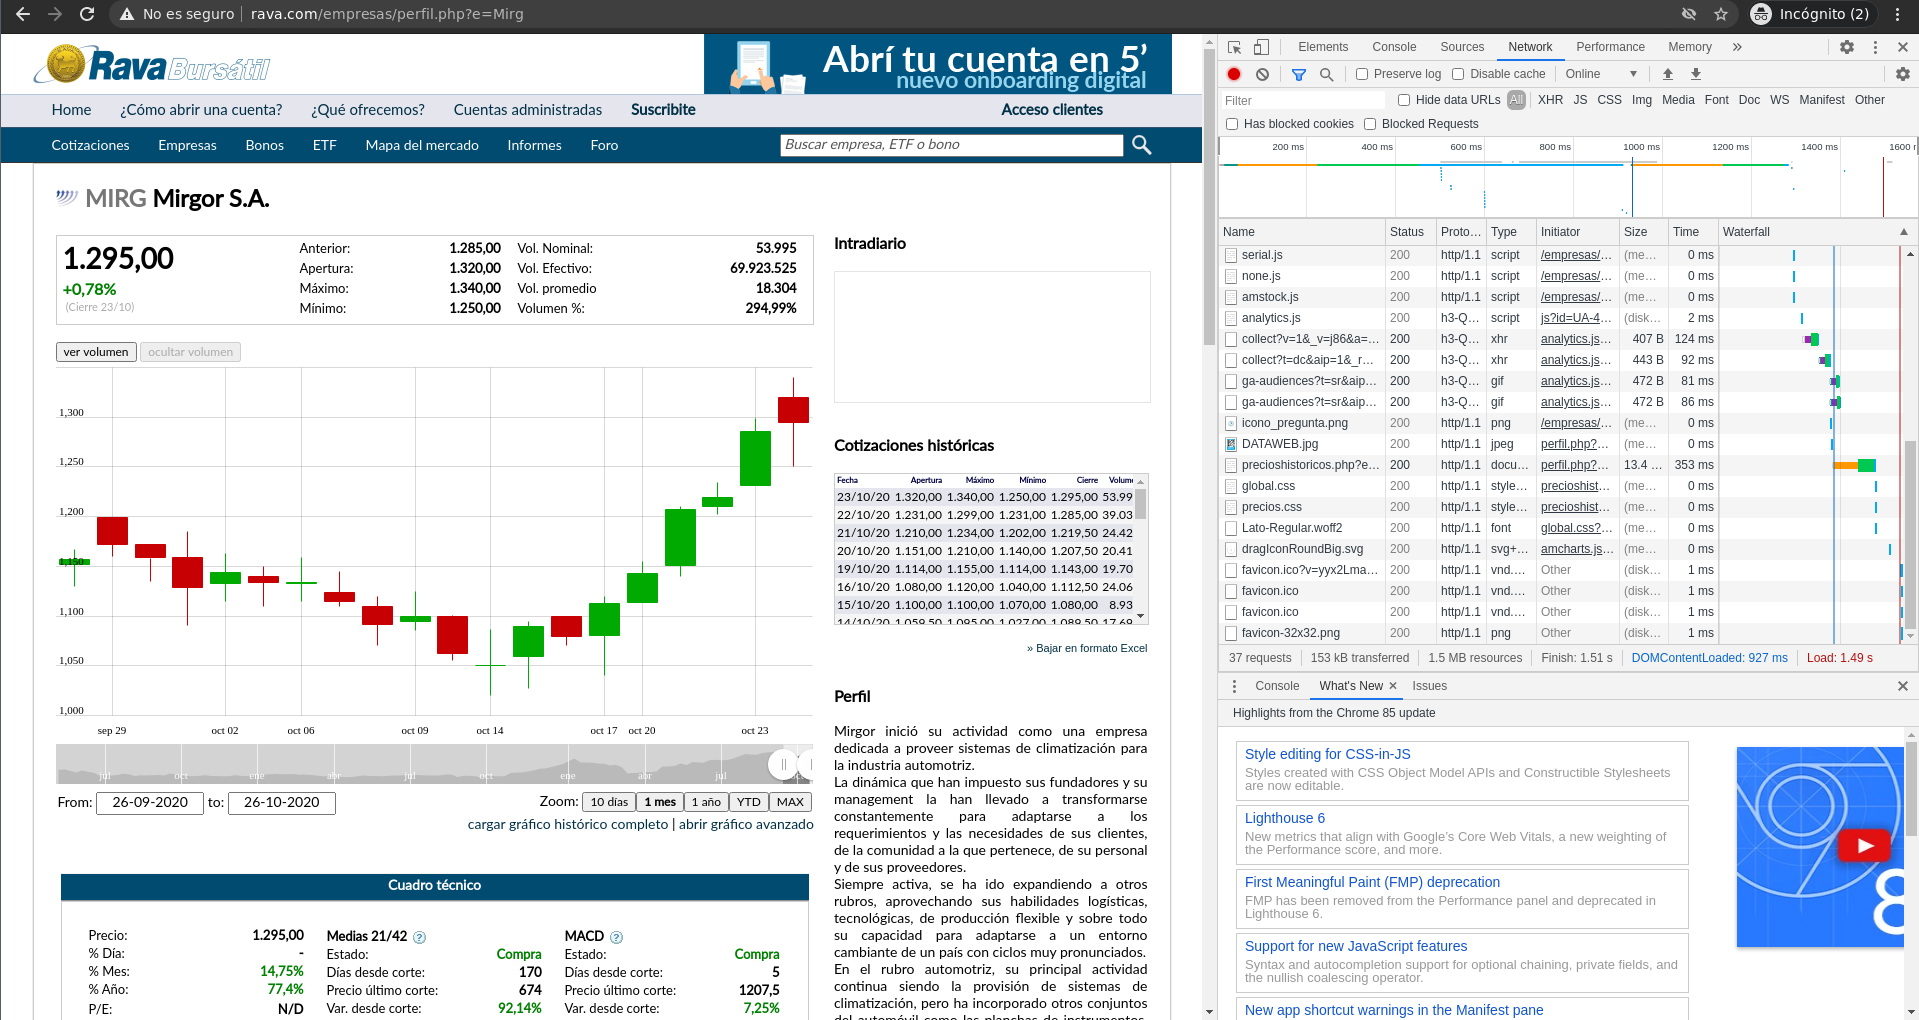 No es seguro | rava.com/empresas/perfil.php?e=Mirg
Incógnito (2)
Rava Bursátil
Abrí tu cuenta en 5’
nuevo onboarding digital
Home ¿Cómo abrir una cuenta? ¿Qué ofrecemos? Cuentas administradas Suscribite Acceso clientes
Cotizaciones Empresas Bonos ETF Mapa del mercado Informes Foro Buscar empresa, ETF o bono
MIRG Mirgor S.A.
1.295,00
+0,78%
(Cierre 23/10)
Anterior: 1.285,00 Vol. Nominal: 53.995
Apertura: 1.320,00 Vol. Efectivo: 69.923.525
Máximo: 1.340,00 Vol. promedio 18.304
Mínimo: 1.250,00 Volumen %: 294,99%
ver volumen ocultar volumen
1,300
1,250
1,200
1,150
1,100
1,050
1,000
sep 29 oct 02 oct 06 oct 09 oct 14 oct 17 oct 20 oct 23
jul oct ene abr jul oct ene abr jul
From: 26-09-2020 to: 26-10-2020
Zoom: 10 días 1 mes 1 año YTD MAX
cargar gráfico histórico completo | abrir gráfico avanzado
Cuadro técnico
Precio: 1.295,00
% Día: -
% Mes: 14,75%
% Año: 77,4%
P/E: N/D
Medias 21/42 ?
Estado: Compra
Días desde corte: 170
Precio último corte: 674
Var. desde corte: 92,14%
MACD ?
Estado: Compra
Días desde corte: 5
Precio último corte: 1207,5
Var. desde corte: 7,25%
Intradiario
Cotizaciones históricas
Fecha Apertura Máximo Mínimo Cierre Volume
23/10/20 1.320,00 1.340,00 1.250,00 1.295,00 53.99
22/10/20 1.231,00 1.299,00 1.231,00 1.285,00 39.03
21/10/20 1.210,00 1.234,00 1.202,00 1.219,50 24.42
20/10/20 1.151,00 1.210,00 1.140,00 1.207,50 20.41
19/10/20 1.114,00 1.155,00 1.114,00 1.143,00 19.70
16/10/20 1.080,00 1.120,00 1.040,00 1.112,50 24.06
15/10/20 1.100,00 1.100,00 1.070,00 1.080,00 8.93
14/10/20 1.059,50 1.095,00 1.027,00 1.089,50 17.69
» Bajar en formato Excel
Perfil
Mirgor inició su actividad como una empresa
dedicada a proveer sistemas de climatización para
la industria automotriz.
La dinámica que han impuesto sus fundadores y su
management la han llevado a transformarse
constantemente para adaptarse a los
requerimientos y las necesidades de sus clientes,
de la comunidad a la que pertenece, de su personal
y de sus proveedores.
Siempre activa, se ha ido expandiendo a otros
rubros, aprovechando sus habilidades logísticas,
tecnológicas, de producción flexible y sobre todo
su capacidad para adaptarse a un entorno
cambiante de un país con ciclos muy pronunciados.
En el rubro automotriz, su principal actividad
continua siendo la provisión de sistemas de
climatización, pero ha incorporado otros conjuntos
del automóvil como las planchas de instrumentos,
Elements Console Sources Network Performance Memory »
Preserve log Disable cache Online
Filter Hide data URLs All XHR JS CSS Img Media Font Doc WS Manifest Other
Has blocked cookies Blocked Requests
200 ms 400 ms 600 ms 800 ms 1000 ms 1200 ms 1400 ms 1600 r
Name Status Proto… Type Initiator Size Time Waterfall
serial.js 200 http/1.1 script /empresas/… (me… 0 ms
none.js 200 http/1.1 script /empresas/… (me… 0 ms
amstock.js 200 http/1.1 script /empresas/… (me… 0 ms
analytics.js 200 h3-Q… script js?id=UA-4… (disk… 2 ms
collect?v=1&_v=j86&a=… 200 h3-Q… xhr analytics.js… 407 B 124 ms
collect?t=dc&aip=1&_r… 200 h3-Q… xhr analytics.js… 443 B 92 ms
ga-audiences?t=sr&aip… 200 h3-Q… gif analytics.js… 472 B 81 ms
ga-audiences?t=sr&aip… 200 h3-Q… gif analytics.js… 472 B 86 ms
icono_pregunta.png 200 http/1.1 png /empresas/… (me… 0 ms
DATAWEB.jpg 200 http/1.1 jpeg perfil.php?… (me… 0 ms
precioshistoricos.php?e… 200 http/1.1 docu… perfil.php?… 13.4 … 353 ms
global.css 200 http/1.1 style… precioshist… (me… 0 ms
precios.css 200 http/1.1 style… precioshist… (me… 0 ms
Lato-Regular.woff2 200 http/1.1 font global.css?… (me… 0 ms
dragIconRoundBig.svg 200 http/1.1 svg+… amcharts.js… (me… 0 ms
favicon.ico?v=yyx2Lma… 200 http/1.1 vnd.… Other (disk… 1 ms
favicon.ico 200 http/1.1 vnd.… Other (disk… 1 ms
favicon.ico 200 http/1.1 vnd.… Other (disk… 1 ms
favicon-32x32.png 200 http/1.1 png Other (disk… 1 ms
37 requests 153 kB transferred 1.5 MB resources Finish: 1.51 s DOMContentLoaded: 927 ms Load: 1.49 s
Console What's New Issues
Highlights from the Chrome 85 update
Style editing for CSS-in-JS
Styles created with CSS Object Model APIs and Constructible Stylesheets
are now editable.
Lighthouse 6
New metrics that align with Google’s Core Web Vitals, a new weighting of
the Performance score, and more.
First Meaningful Paint (FMP) deprecation
FMP has been removed from the Performance panel and deprecated in
Lighthouse 6.
Support for new JavaScript features
Syntax and autocompletion support for optional chaining, private fields, and
the nullish coalescing operator.
New app shortcut warnings in the Manifest pane